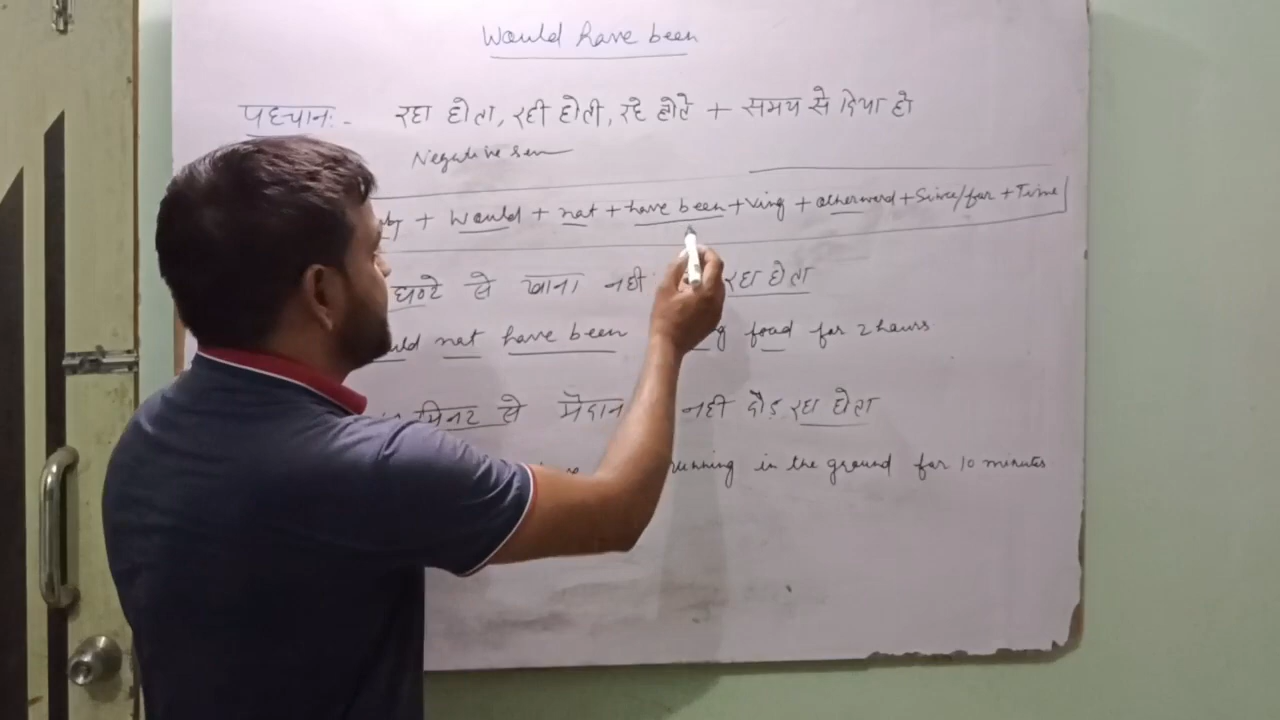 Would have been
पहचानः- रहा होता, रही होती, रहे होते + समय से दिया हो
Negative sen
+ Would + not + have been + Ving + otherword + Since/for + Time
घण्टे से खाना नही रहा होता
not have been food for 2 hours
मिनट से मैदान नही दौड़ रहा होता
running in the ground for 10 minutes